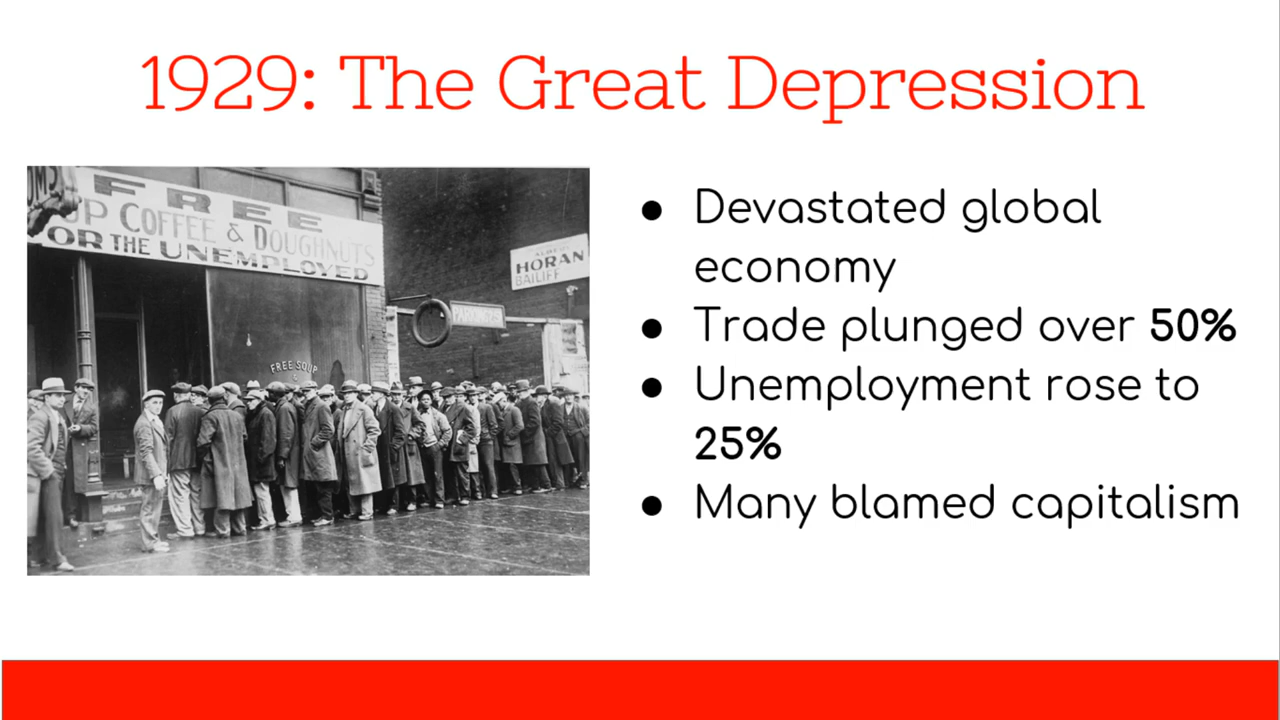 1929: The Great Depression
FREE
UP COFFEE & DOUGHNUTS
OR THE UNEMPLOYED
HORAN
BAILIFF
FREE SOUP
● Devastated global
economy
● Trade plunged over 50%
● Unemployment rose to
25%
● Many blamed capitalism